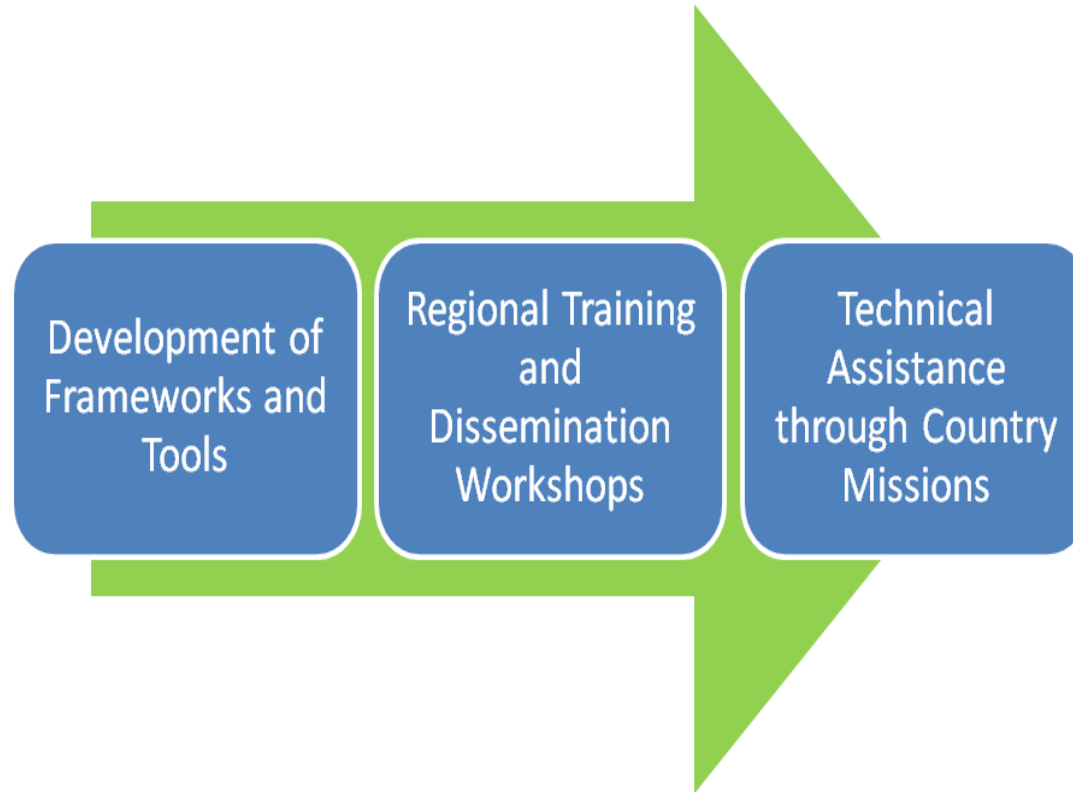 Development of
Frameworks and
Tools
Regional Training
and
Dissemination
Workshops
Technical
Assistance
through Country
Missions